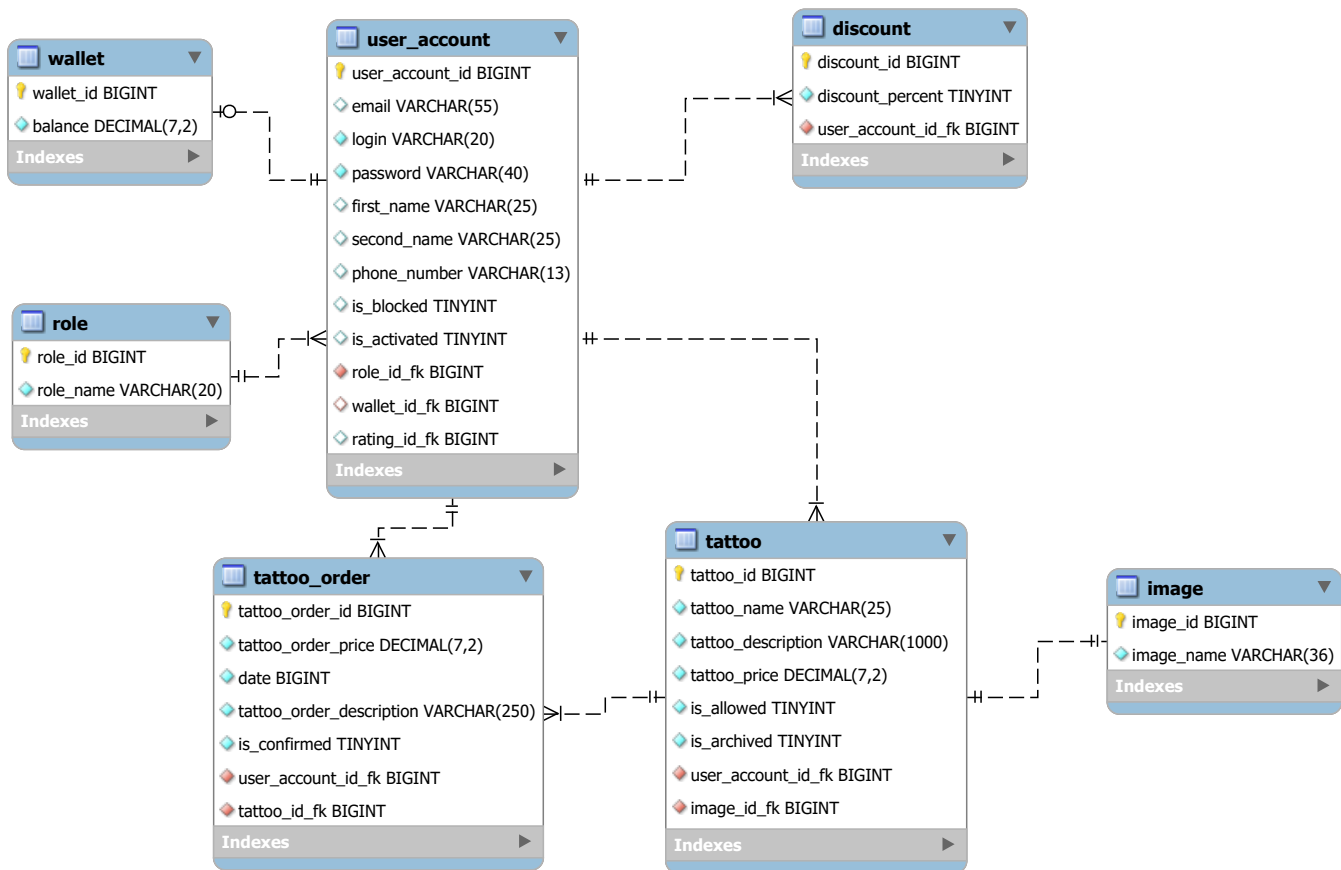 wallet
wallet_id BIGINT
balance DECIMAL(7,2)
Indexes
user_account
user_account_id BIGINT
email VARCHAR(55)
login VARCHAR(20)
password VARCHAR(40)
first_name VARCHAR(25)
second_name VARCHAR(25)
phone_number VARCHAR(13)
is_blocked TINYINT
is_activated TINYINT
role_id_fk BIGINT
wallet_id_fk BIGINT
rating_id_fk BIGINT
Indexes
discount
discount_id BIGINT
discount_percent TINYINT
user_account_id_fk BIGINT
Indexes
role
role_id BIGINT
role_name VARCHAR(20)
Indexes
tattoo_order
tattoo_order_id BIGINT
tattoo_order_price DECIMAL(7,2)
date BIGINT
tattoo_order_description VARCHAR(250)
is_confirmed TINYINT
user_account_id_fk BIGINT
tattoo_id_fk BIGINT
Indexes
tattoo
tattoo_id BIGINT
tattoo_name VARCHAR(25)
tattoo_description VARCHAR(1000)
tattoo_price DECIMAL(7,2)
is_allowed TINYINT
is_archived TINYINT
user_account_id_fk BIGINT
image_id_fk BIGINT
Indexes
image
image_id BIGINT
image_name VARCHAR(36)
Indexes